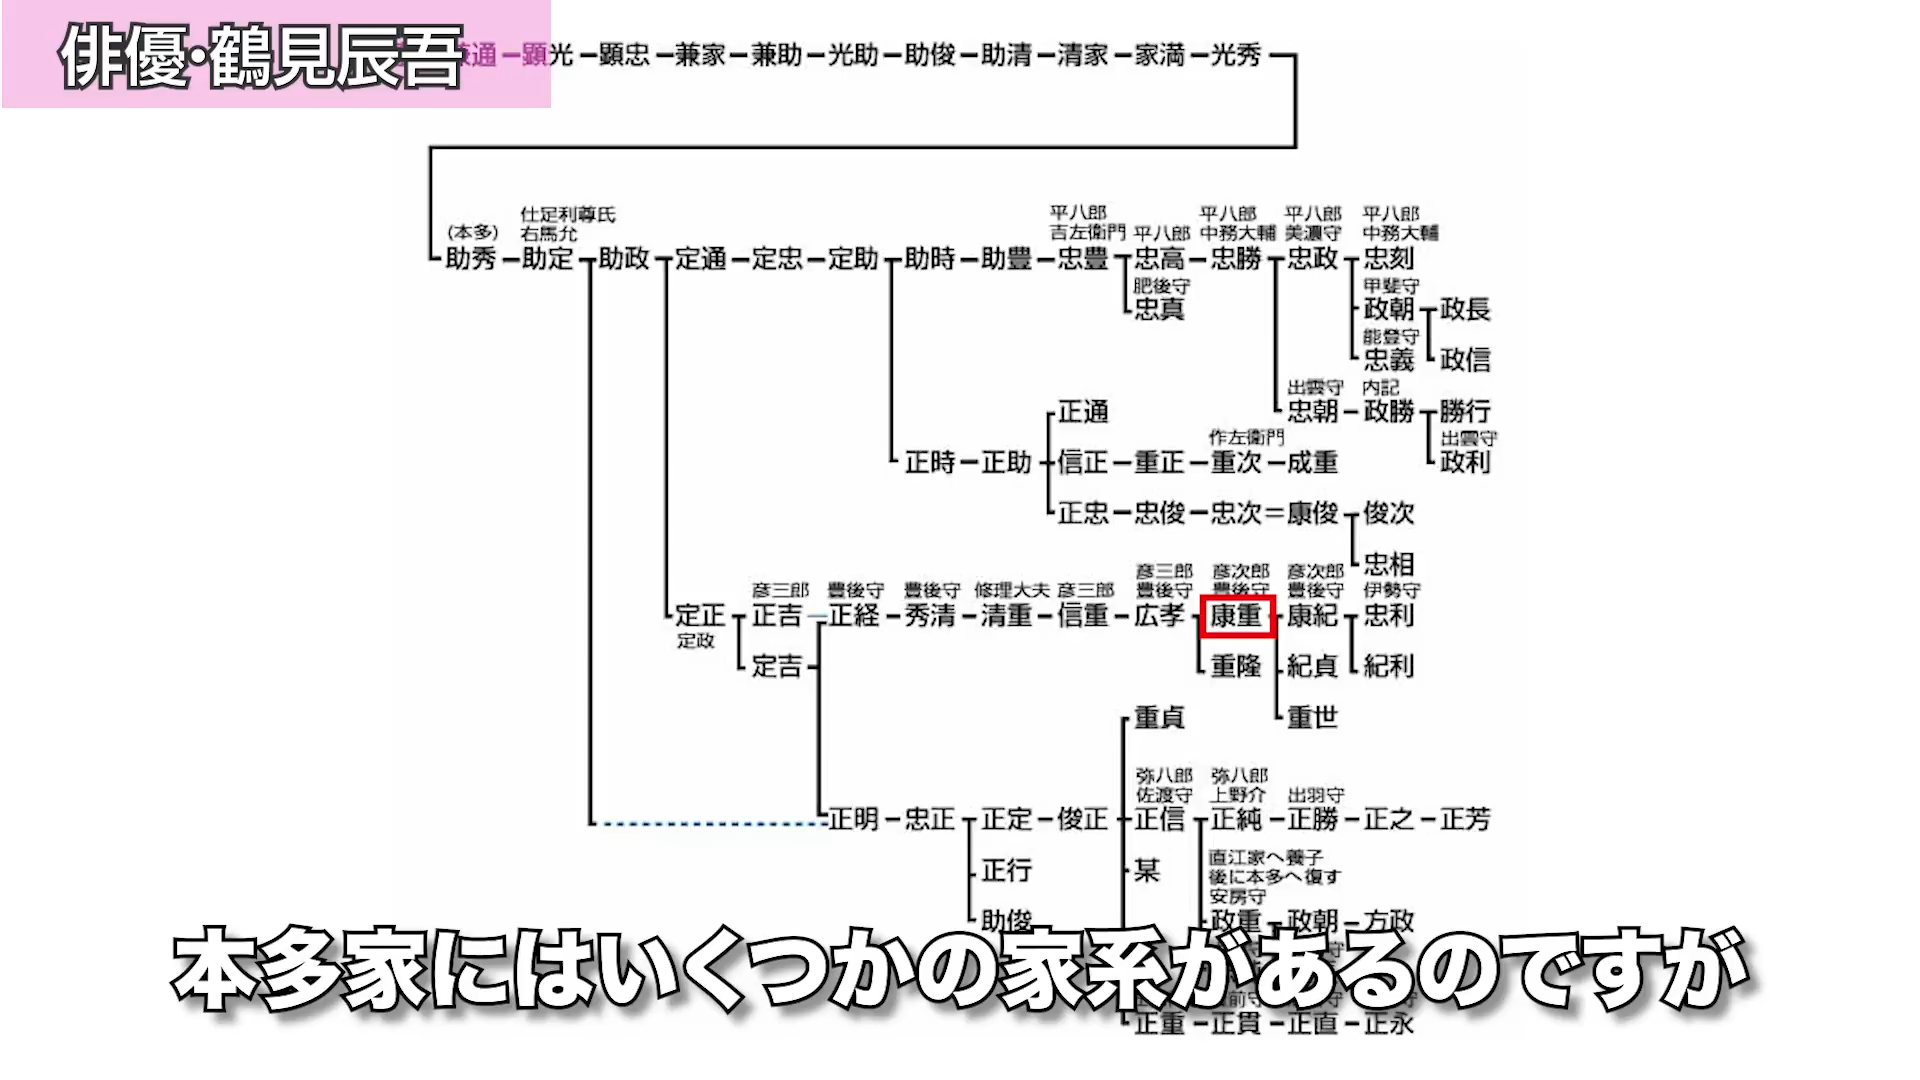 俳優・鶴見辰吾
兼通－顕光－顕忠－兼家－兼助－光助－助俊－助清－清家－家満－光秀
仕足利尊氏
平八郎 平八郎 平八郎 平八郎
(本多) 右馬允 吉左衛門 平八郎 中務大輔 美濃守 中務大輔
助秀－助定 助政 定通－定忠－定助 助時－助豊－忠豊 忠高－忠勝 忠政 忠刻
肥後守 甲斐守
忠真 政朝 政長
能登守
忠義 政信
出雲守 内記
正通 忠朝－政勝 勝行
作左衛門 出雲守
正時－正助 信正－重正－重次－成重 政利
正忠－忠俊－忠次＝康俊 俊次
忠相
彦三郎 彦次郎 彦次郎
彦三郎 豊後守 豊後守 修理大夫 彦三郎 豊後守 豊後守 豊後守 伊勢守
定正 正吉－正経－秀清－清重－信重－広孝 康重 康紀 忠利
定政
定吉 重隆 紀貞 紀利
重貞 重世
弥八郎 弥八郎
佐渡守 上野介 出羽守
正明－忠正 正定－俊正 正信 正純－正勝－正之－正芳
直江家へ養子
正行 某 後に本多へ復す
安房守
助俊 政重－政朝－方政
本多家にはいくつかの家系があるのですが
正重－正貫－正直－正永